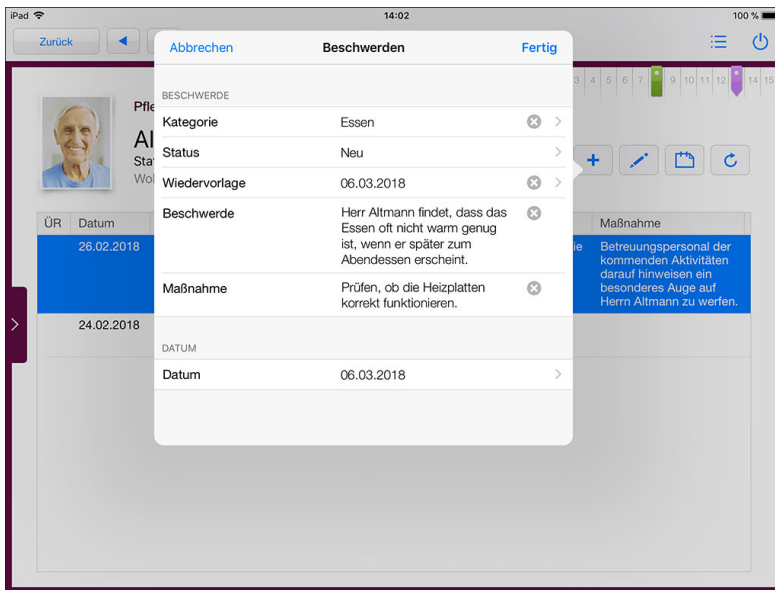 iPad 14:02 100 %
Zurück
Abbrechen Beschwerden Fertig
3 4 5 6 7 9 10 11 12 14 15
BESCHWERDE
Kategorie Essen
Status Neu
Wiedervorlage 06.03.2018
Beschwerde Herr Altmann findet, dass das
Essen oft nicht warm genug
ist, wenn er später zum
Abendessen erscheint.
Maßnahme Prüfen, ob die Heizplatten
korrekt funktionieren.
DATUM
Datum 06.03.2018
Pfle
Al
Sta
Wo
ÜR Datum Maßnahme
26.02.2018 ie Betreuungspersonal der
kommenden Aktivitäten
darauf hinweisen ein
besonderes Auge auf
Herrn Altmann zu werfen.
24.02.2018